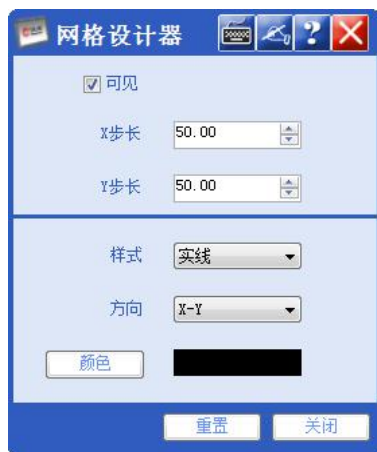 网格设计器 ?
可见
X步长 50.00
Y步长 50.00
样式 实线
方向 X-Y
颜色
重置 关闭